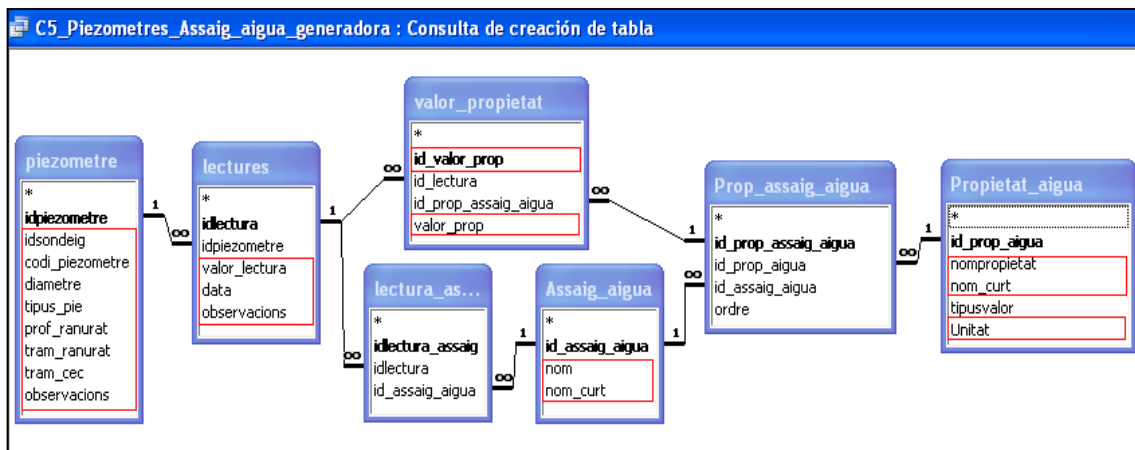 C5_Piezometres_Assaig_aigua_generadora : Consulta de creación de tabla
piezometre
*
idpiezometre
idsondeig
codi_piezometre
diametre
tipus_pie
prof_ranurat
tram_ranurat
tram_cec
observacions
1
∞
lectures
*
idlectura
idpiezometre
valor_lectura
data
observacions
1
∞
∞
valor_propietat
*
id_valor_prop
id_lectura
id_prop_assaig_aigua
valor_prop
∞
1
lectura_as...
*
idlectura_assaig
idlectura
id_assaig_aigua
1
∞
Assaig_aigua
*
id_assaig_aigua
nom
nom_curt
1
∞
Prop_assaig_aigua
*
id_prop_assaig_aigua
id_prop_aigua
id_assaig_aigua
ordre
1
∞
Propietat_aigua
*
id_prop_aigua
nompropietat
nom_curt
tipusvalor
Unitat